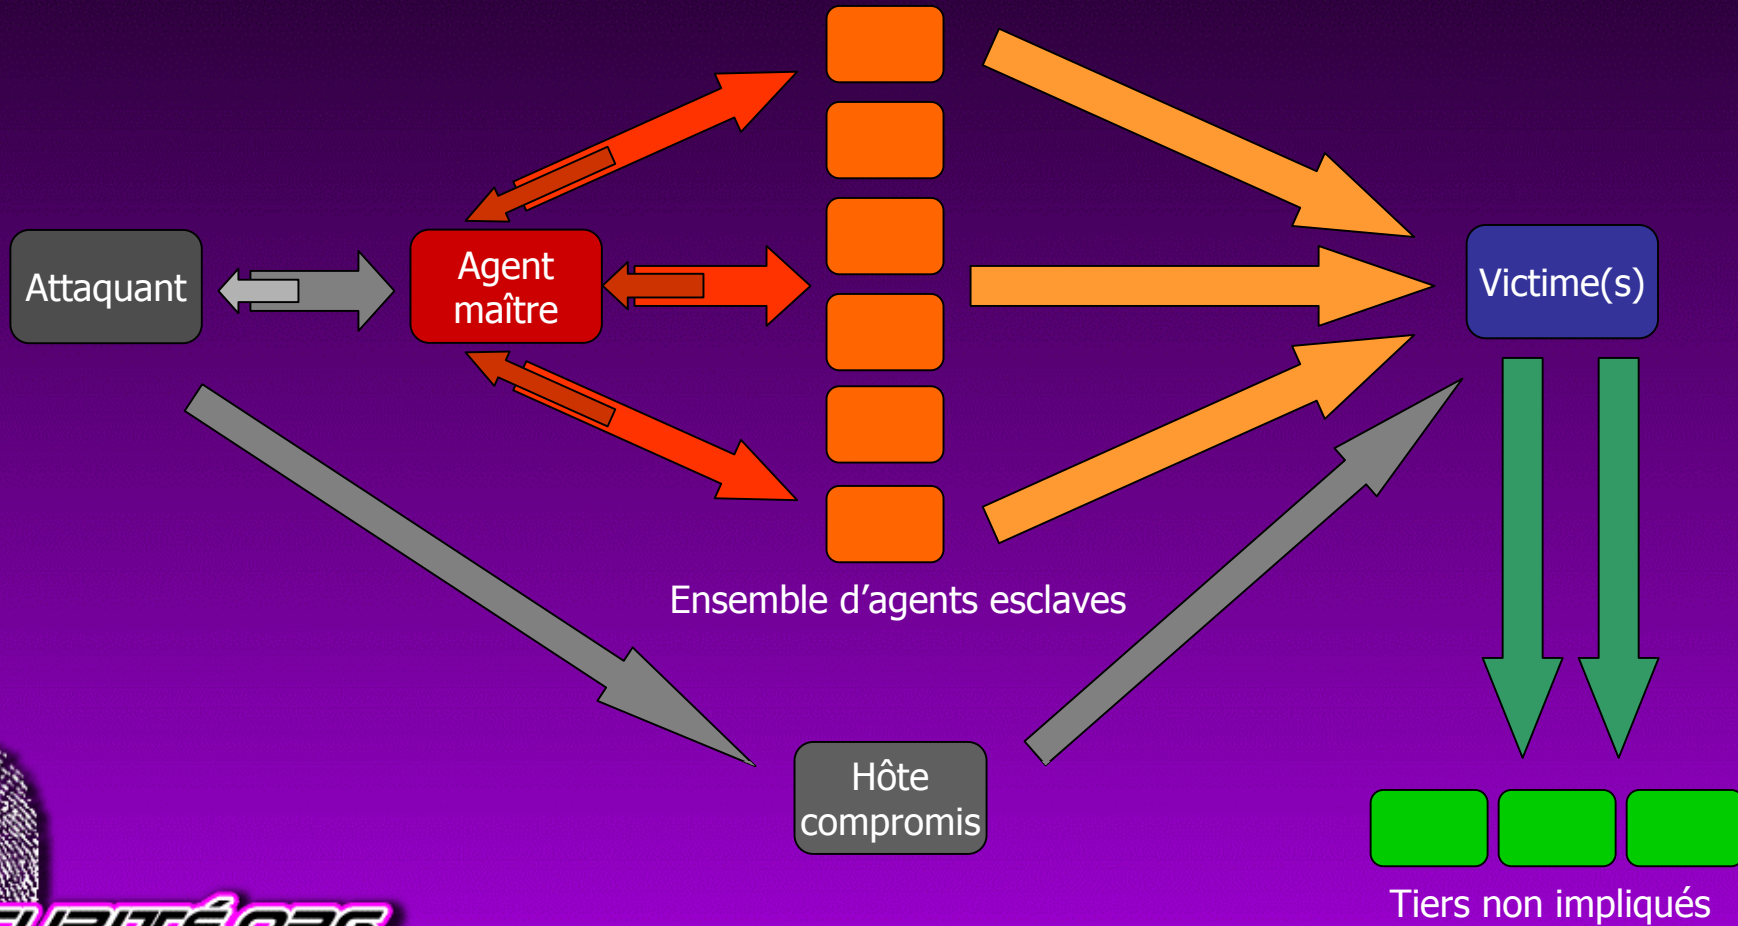 Attaquant
Agent
maître
Victime(s)
Ensemble d’agents esclaves
Hôte
compromis
Tiers non impliqués